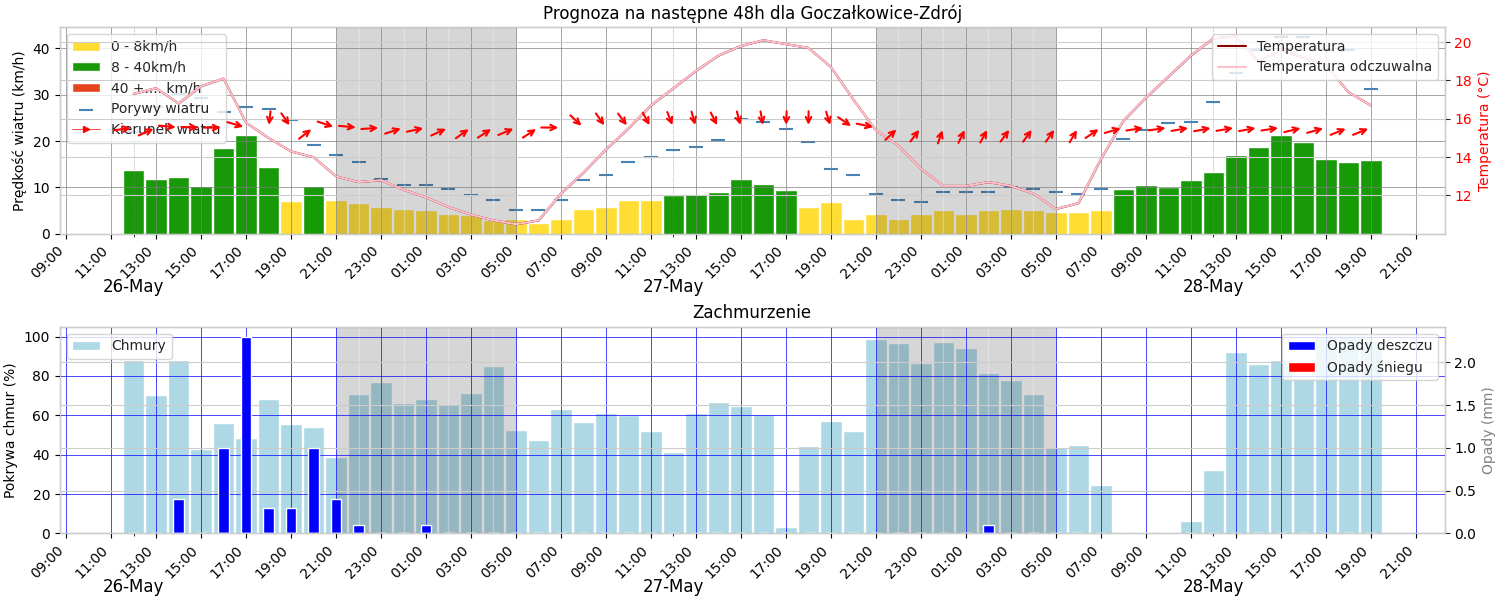 Prognoza na następne 48h dla Goczałkowice-Zdrój
Prędkość wiatru (km/h)
40
30
20
10
0
0 - 8km/h
8 - 40km/h
40 +.... km/h
Porywy wiatru
Kierunek wiatru
Temperatura
Temperatura odczuwalna
20
18
16
14
12
Temperatura (°C)
09:00 11:00 13:00 15:00 17:00 19:00 21:00 23:00 01:00 03:00 05:00 07:00 09:00 11:00 13:00 15:00 17:00 19:00 21:00 23:00 01:00 03:00 05:00 07:00 09:00 11:00 13:00 15:00 17:00 19:00 21:00
26-May 27-May 28-May
Zachmurzenie
Pokrywa chmur (%)
100
80
60
40
20
0
Chmury
Opady deszczu
Opady śniegu
2.0
1.5
1.0
0.5
0.0
Opady (mm)
09:00 11:00 13:00 15:00 17:00 19:00 21:00 23:00 01:00 03:00 05:00 07:00 09:00 11:00 13:00 15:00 17:00 19:00 21:00 23:00 01:00 03:00 05:00 07:00 09:00 11:00 13:00 15:00 17:00 19:00 21:00
26-May 27-May 28-May